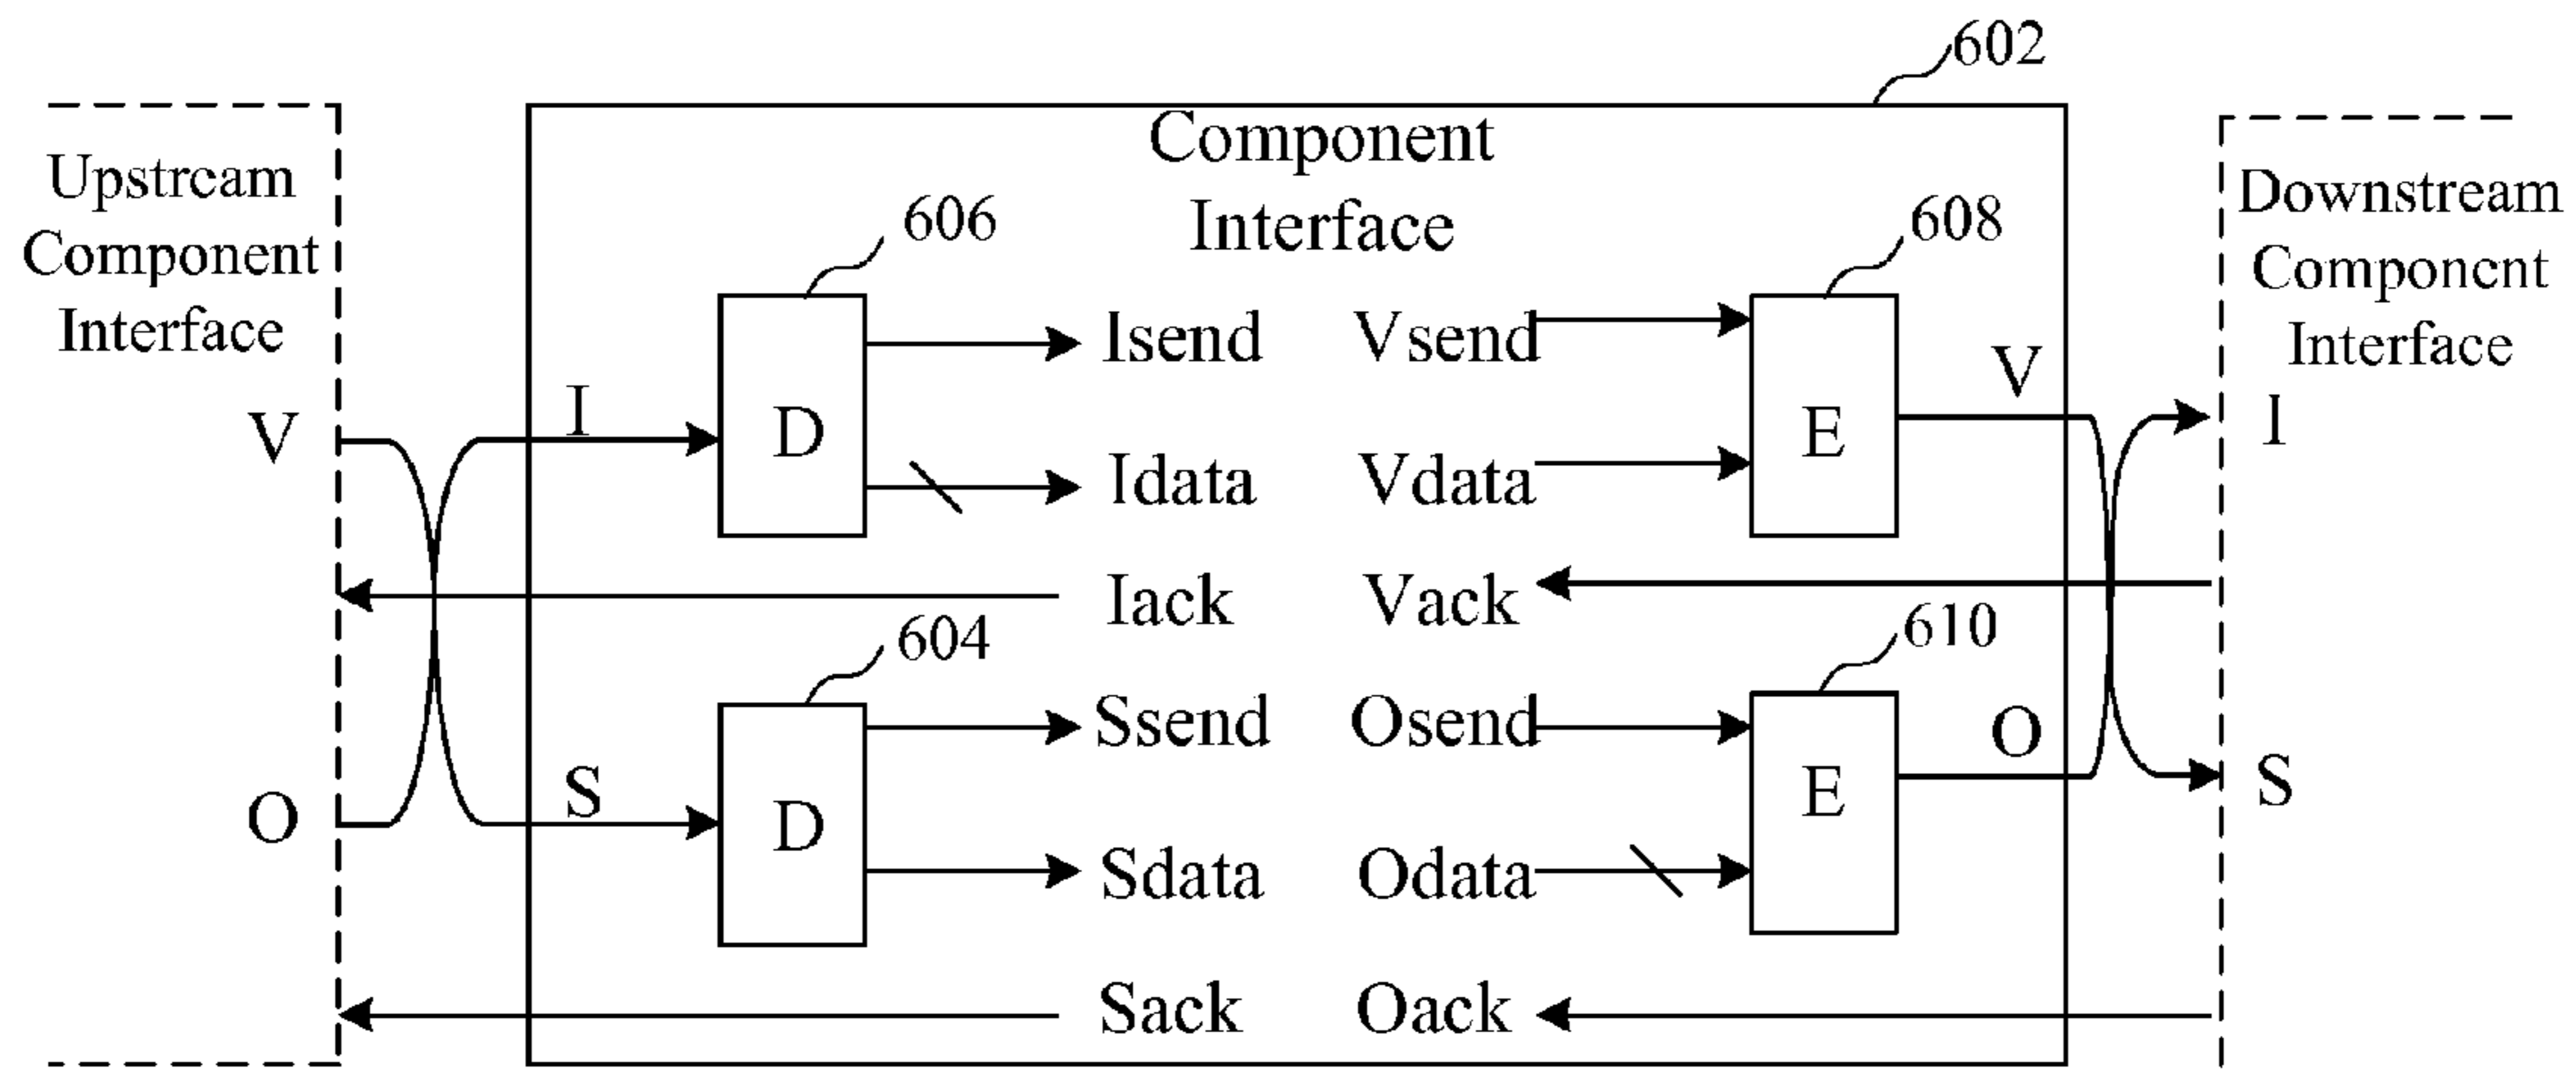 602
Upstream
Component
Interface
Component
Interface
Downstream
Component
Interface
606
608
Isend
Vsend
V
I
V
I
D
E
Idata
Vdata
Iack
Vack
604
610
Ssend
Osend
O
O
S
D
E
S
Sdata
Odata
Sack
Oack